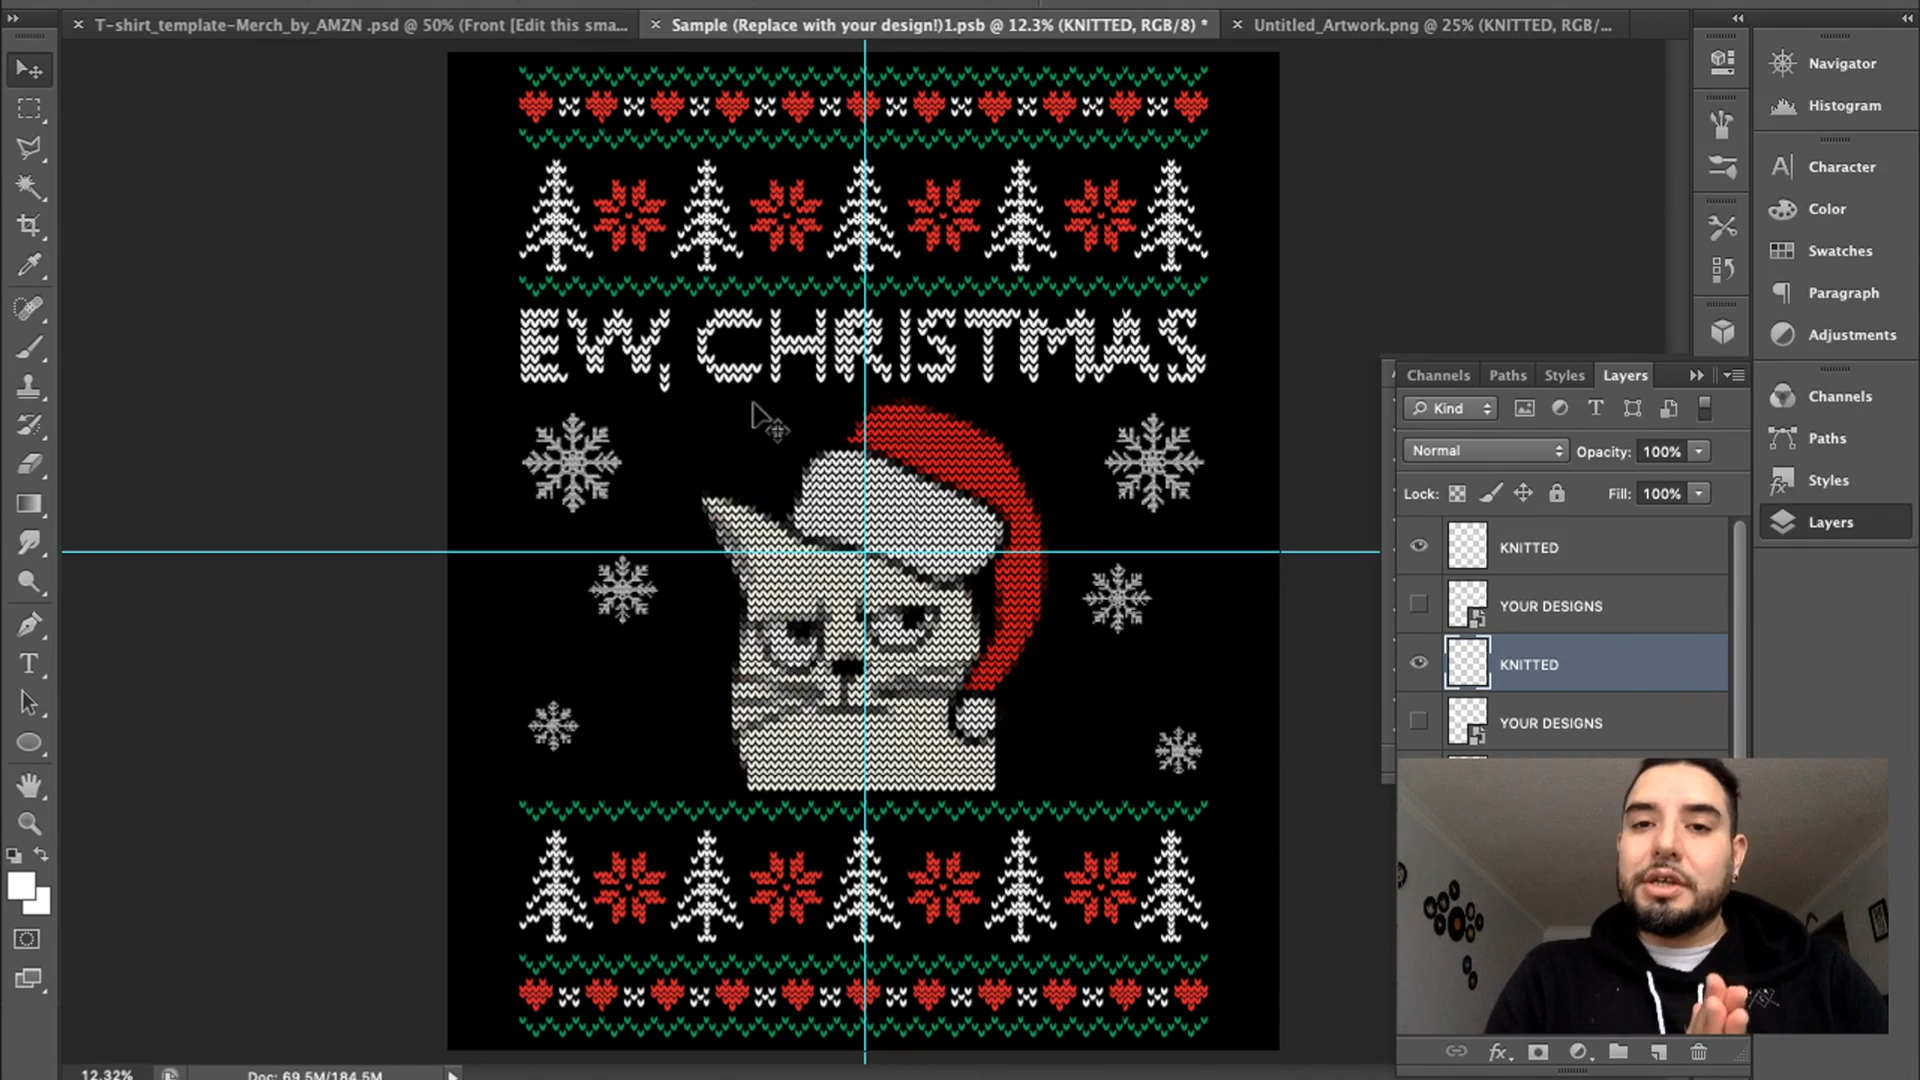 T-shirt_template-Merch_by_AMZN .psd @ 50% (Front [Edit this sma...
Sample (Replace with your design!)1.psb @ 12.3% (KNITTED, RGB/8) *
Untitled_Artwork.png @ 25% (KNITTED, RGB/...
Navigator
Histogram
Character
Color
Swatches
Paragraph
Adjustments
Channels
Paths
Styles
Layers
EW, CHRISTMAS
Channels Paths Styles Layers
Kind
Normal Opacity: 100%
Lock: Fill: 100%
KNITTED
YOUR DESIGNS
KNITTED
YOUR DESIGNS
12.32% Doc: 69.5M/184.5M